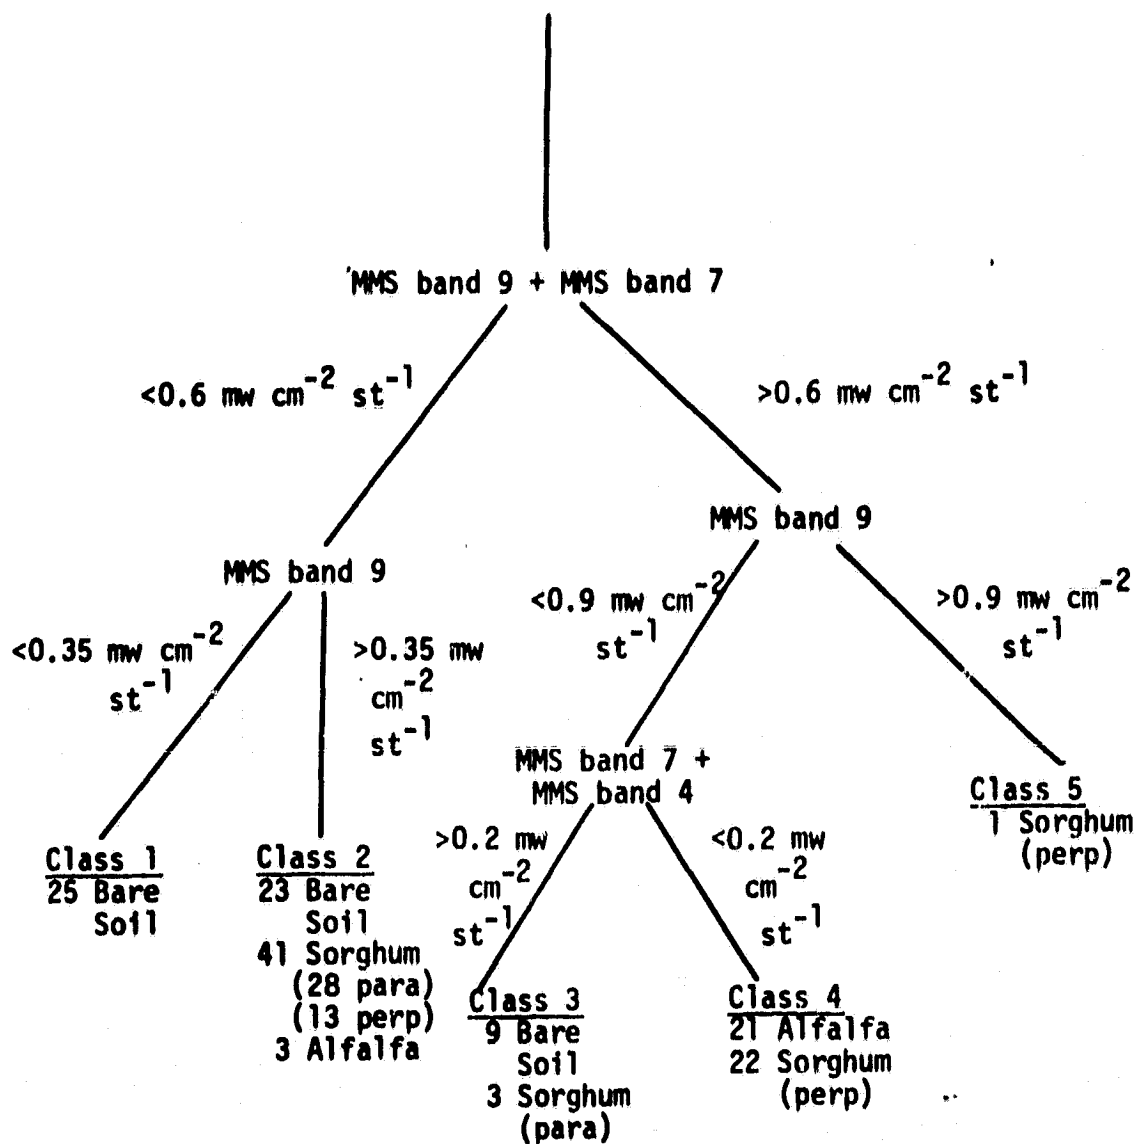 MMS band 9 + MMS band 7
<0.6 mw cm⁻² st⁻¹
>0.6 mw cm⁻² st⁻¹
MMS band 9
MMS band 9
<0.35 mw cm⁻²
st⁻¹
>0.35 mw
cm⁻²
st⁻¹
<0.9 mw cm⁻²
st⁻¹
>0.9 mw cm⁻²
st⁻¹
MMS band 7 +
MMS band 4
>0.2 mw
cm⁻²
st⁻¹
<0.2 mw
cm⁻²
st⁻¹
Class 1
25 Bare
Soil
Class 2
23 Bare
Soil
41 Sorghum
(28 para)
(13 perp)
3 Alfalfa
Class 3
9 Bare
Soil
3 Sorghum
(para)
Class 4
21 Alfalfa
22 Sorghum
(perp)
Class 5
1 Sorghum
(perp)